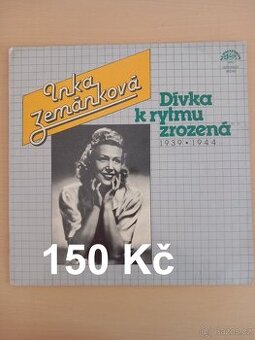 Inka
Zemánková
Dívka
k rytmu
zrozená
1939 • 1944
150 Kč